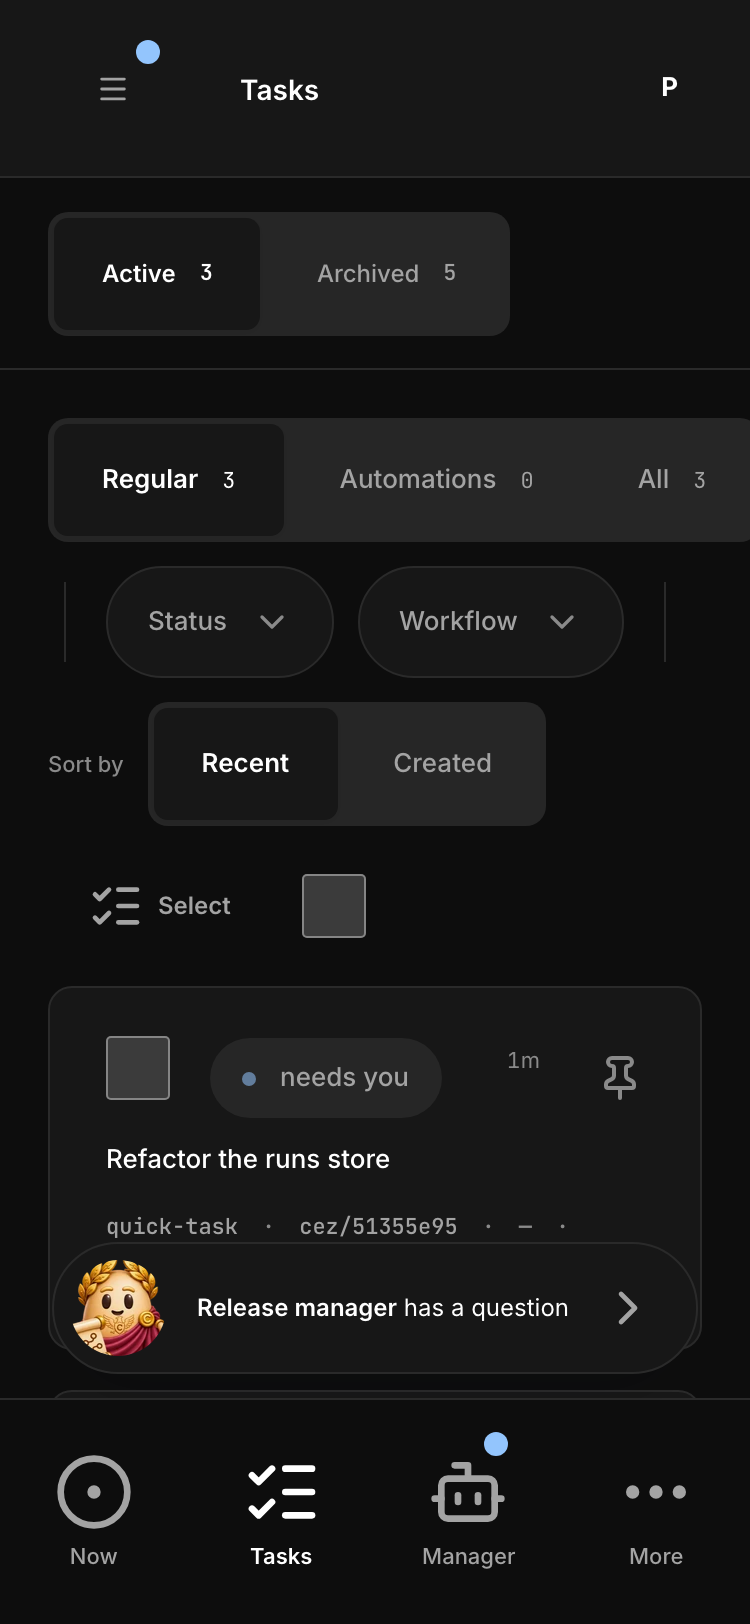 Tasks P
Active 3 Archived 5
Regular 3 Automations 0 All 3
Status Workflow
Sort by Recent Created
Select
needs you 1m
Refactor the runs store
quick-task · cez/51355e95 · — ·
Release manager has a question
Now Tasks Manager More